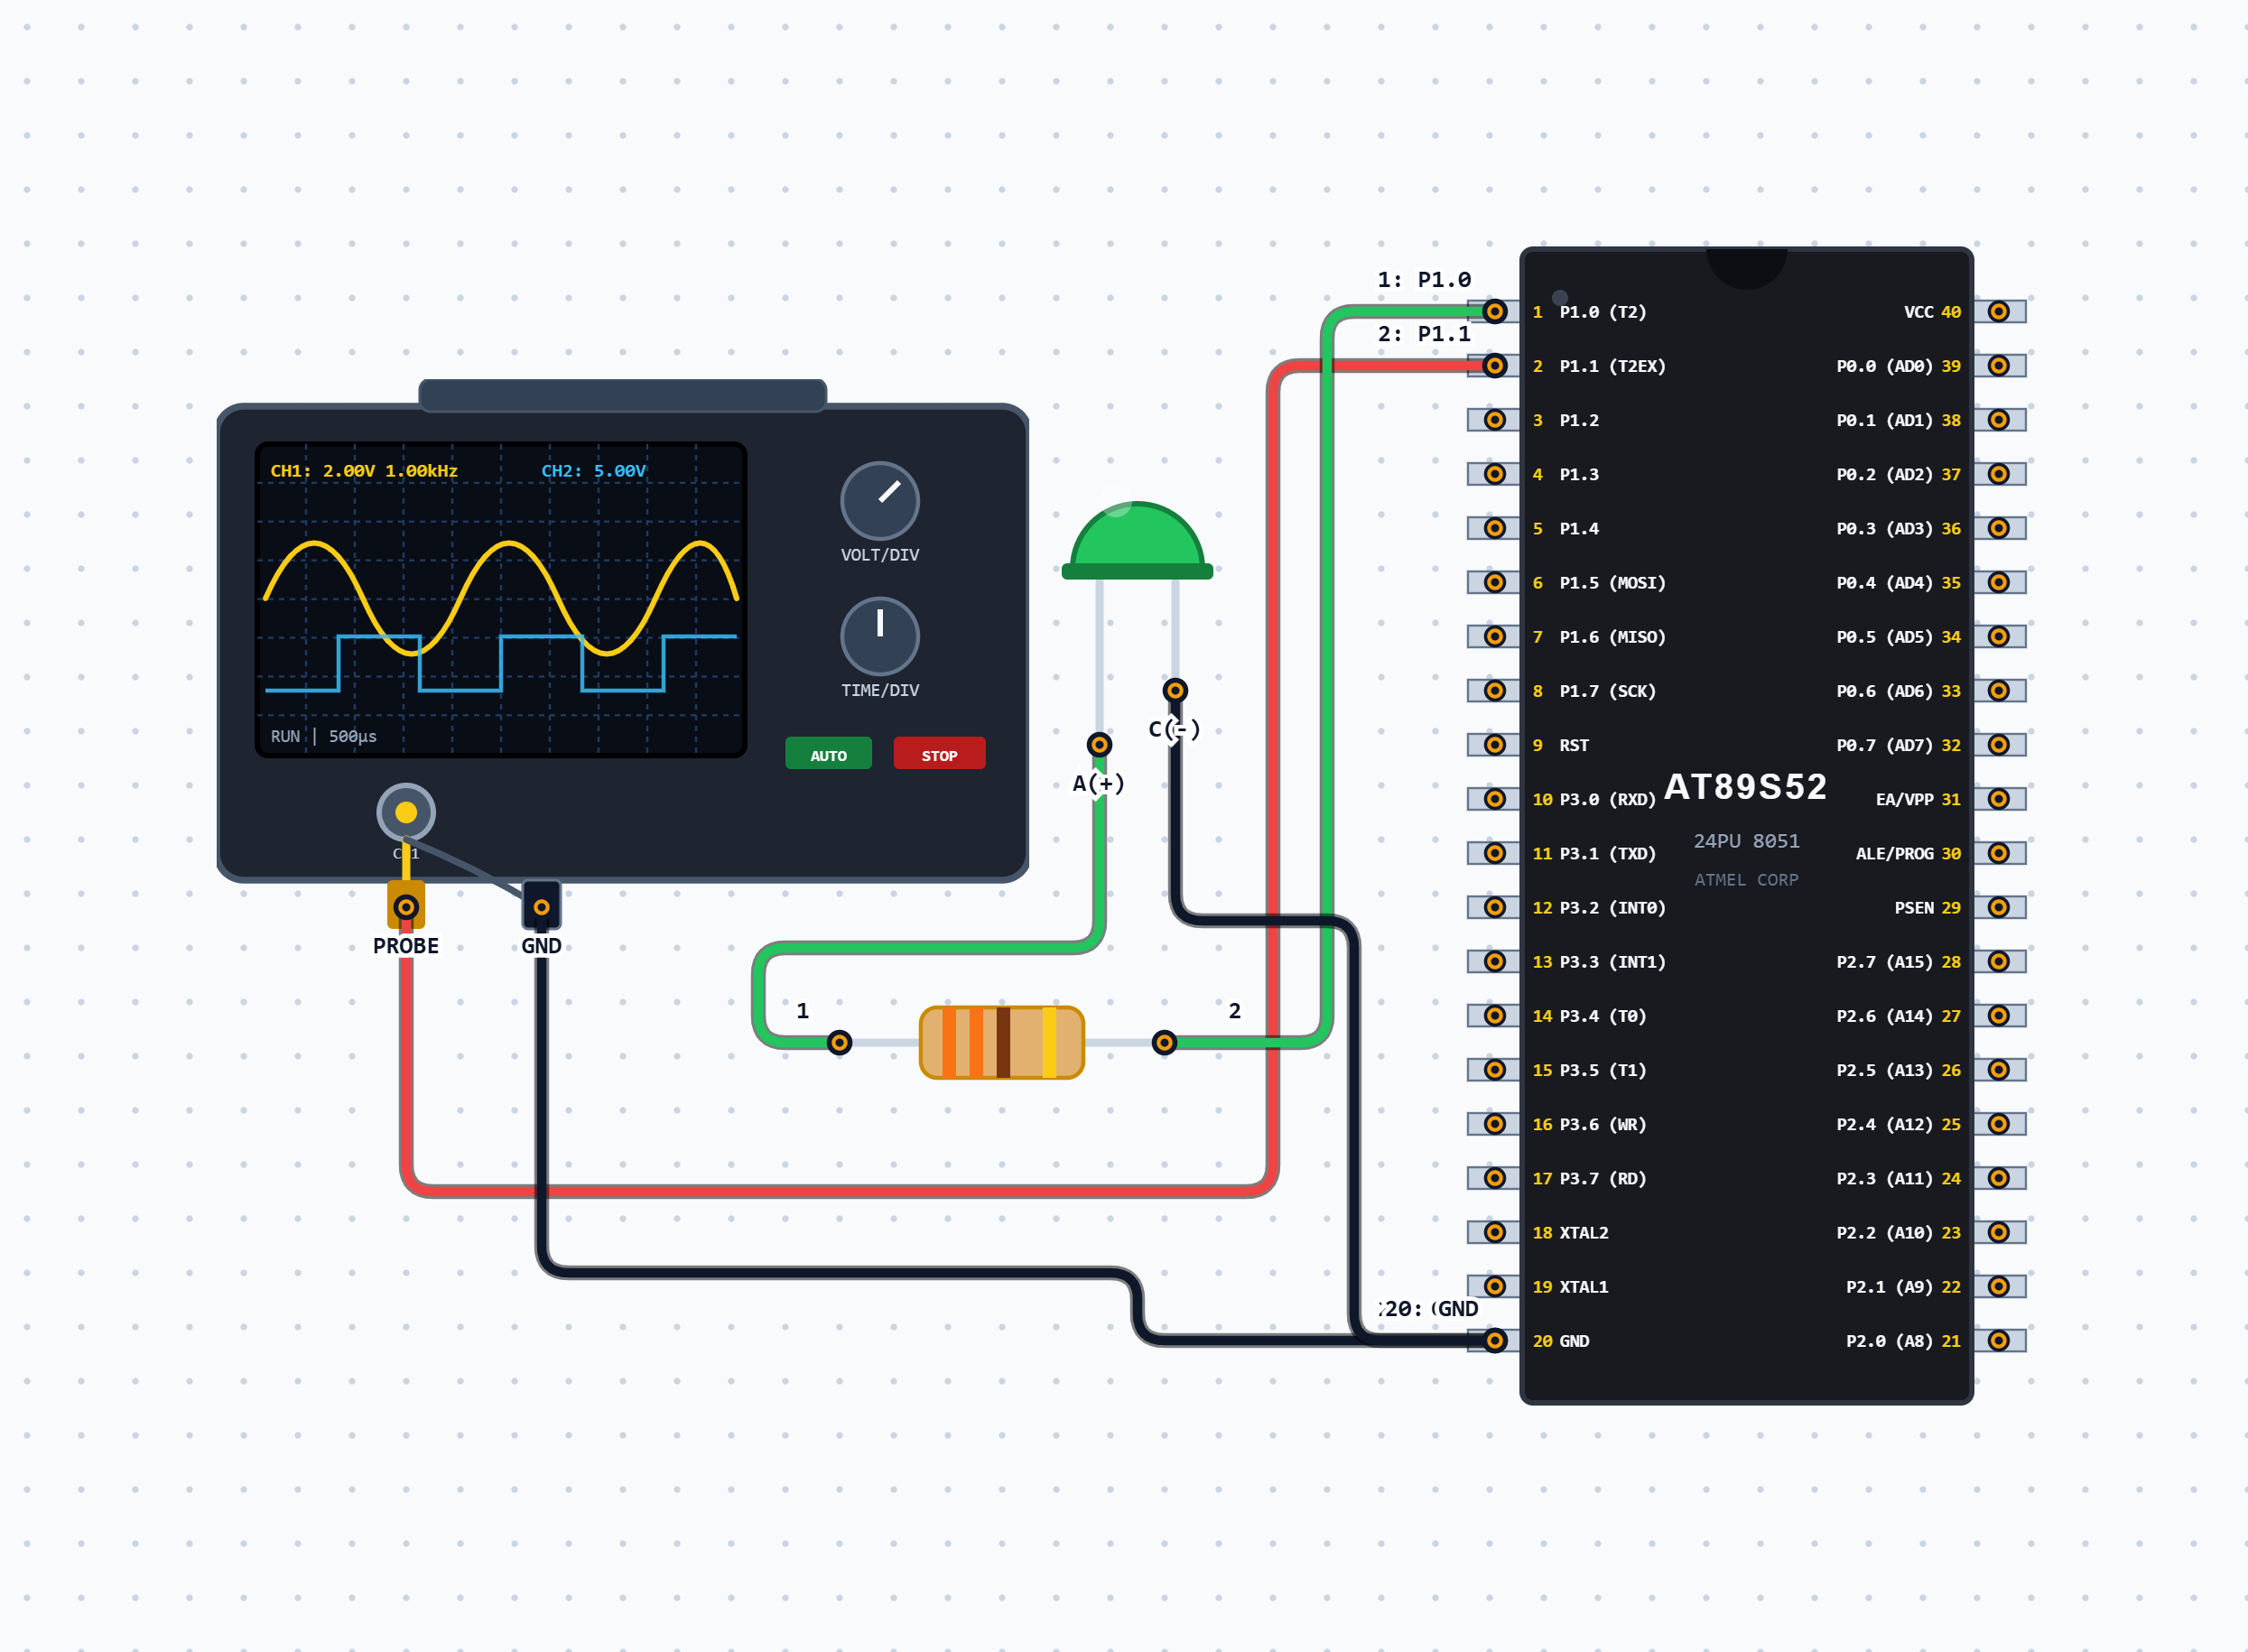 CH1: 2.00V 1.00kHz
CH2: 5.00V
RUN | 500µs
VOLT/DIV
TIME/DIV
AUTO
STOP
PROBE
GND
A(+)
C(-)
1
2
1: P1.0
2: P1.1
20: GND
1 P1.0 (T2)
2 P1.1 (T2EX)
3 P1.2
4 P1.3
5 P1.4
6 P1.5 (MOSI)
7 P1.6 (MISO)
8 P1.7 (SCK)
9 RST
10 P3.0 (RXD)
11 P3.1 (TXD)
12 P3.2 (INT0)
13 P3.3 (INT1)
14 P3.4 (T0)
15 P3.5 (T1)
16 P3.6 (WR)
17 P3.7 (RD)
18 XTAL2
19 XTAL1
20 GND
AT89S52
24PU 8051
ATMEL CORP
VCC 40
P0.0 (AD0) 39
P0.1 (AD1) 38
P0.2 (AD2) 37
P0.3 (AD3) 36
P0.4 (AD4) 35
P0.5 (AD5) 34
P0.6 (AD6) 33
P0.7 (AD7) 32
EA/VPP 31
ALE/PROG 30
PSEN 29
P2.7 (A15) 28
P2.6 (A14) 27
P2.5 (A13) 26
P2.4 (A12) 25
P2.3 (A11) 24
P2.2 (A10) 23
P2.1 (A9) 22
P2.0 (A8) 21